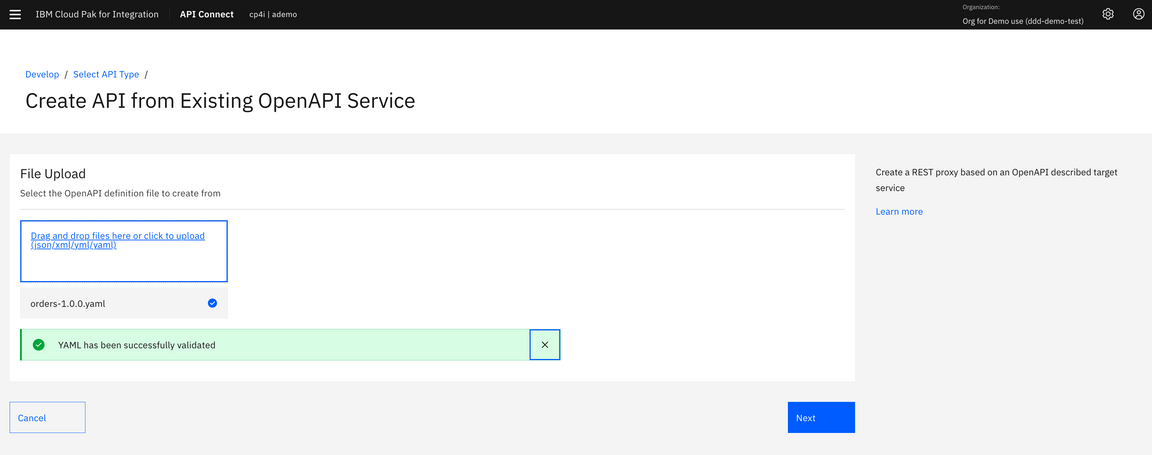 IBM Cloud Pak for Integration API Connect cp4i | ademo
Organization:
Org for Demo use (ddd-demo-test)
Develop / Select API Type /
Create API from Existing OpenAPI Service
File Upload
Select the OpenAPI definition file to create from
Drag and drop files here or click to upload
(json/xml/yml/yaml)
orders-1.0.0.yaml
YAML has been successfully validated
Cancel
Next
Create a REST proxy based on an OpenAPI described target
service
Learn more